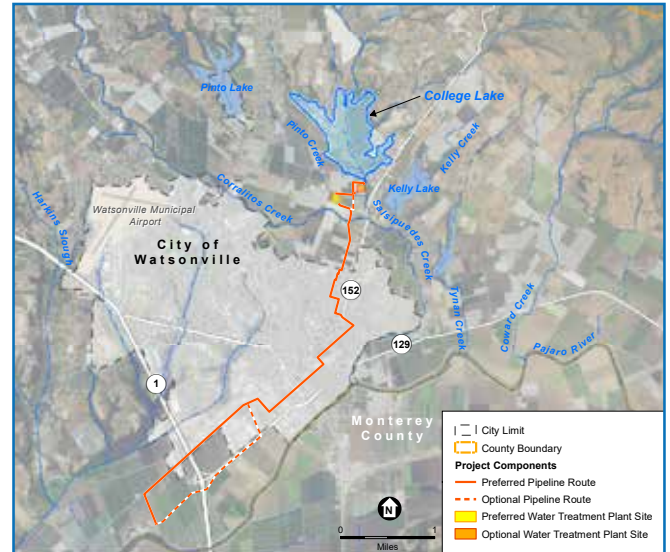 Pinto Lake
College Lake
Pinto Creek
Kelly Creek
Kelly Lake
Corralitos Creek
Salsipuedes Creek
Harkins Slough
Watsonville Municipal
Airport
City of
Watsonville
Tynan Creek
Coward Creek
152
129
Pajaro River
1
Monterey
County
City Limit
County Boundary
Project Components
Preferred Pipeline Route
Optional Pipeline Route
Preferred Water Treatment Plant Site
Optional Water Treatment Plant Site
N
0 1
Miles